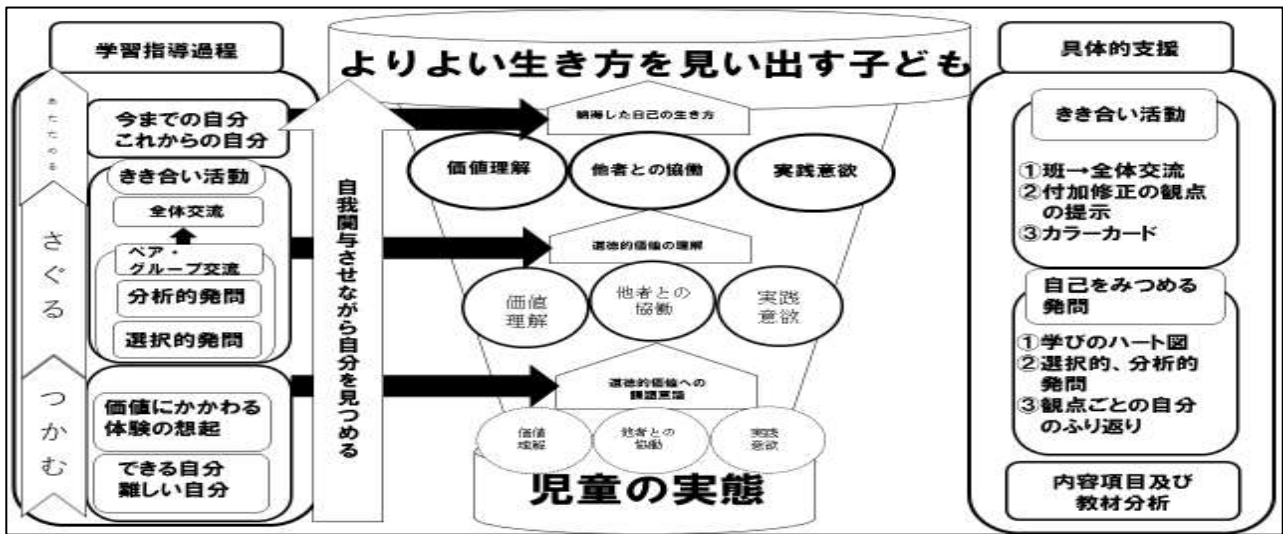 学習指導過程
あたためる
さぐる
つかむ
今までの自分
これからの自分
きき合い活動
全体交流
ペア・
グループ交流
分析的発問
選択的発問
価値にかかわる
体験の想起
できる自分
難しい自分
自我関与させながら自分を見つめる
よりよい生き方を見い出す子ども
納得した自己の生き方
価値理解
他者との協働
実践意欲
道徳的価値の理解
価値
理解
他者との
協働
実践
意欲
道徳的価値への
課題意識
価値
理解
他者との
協働
実践
意欲
児童の実態
具体的支援
きき合い活動
①班→全体交流
②付加修正の観点
の提示
③カラーカード
自己をみつめる
発問
①学びのハート図
②選択的、分析的
発問
③観点ごとの自分
のふり返り
内容項目及び
教材分析